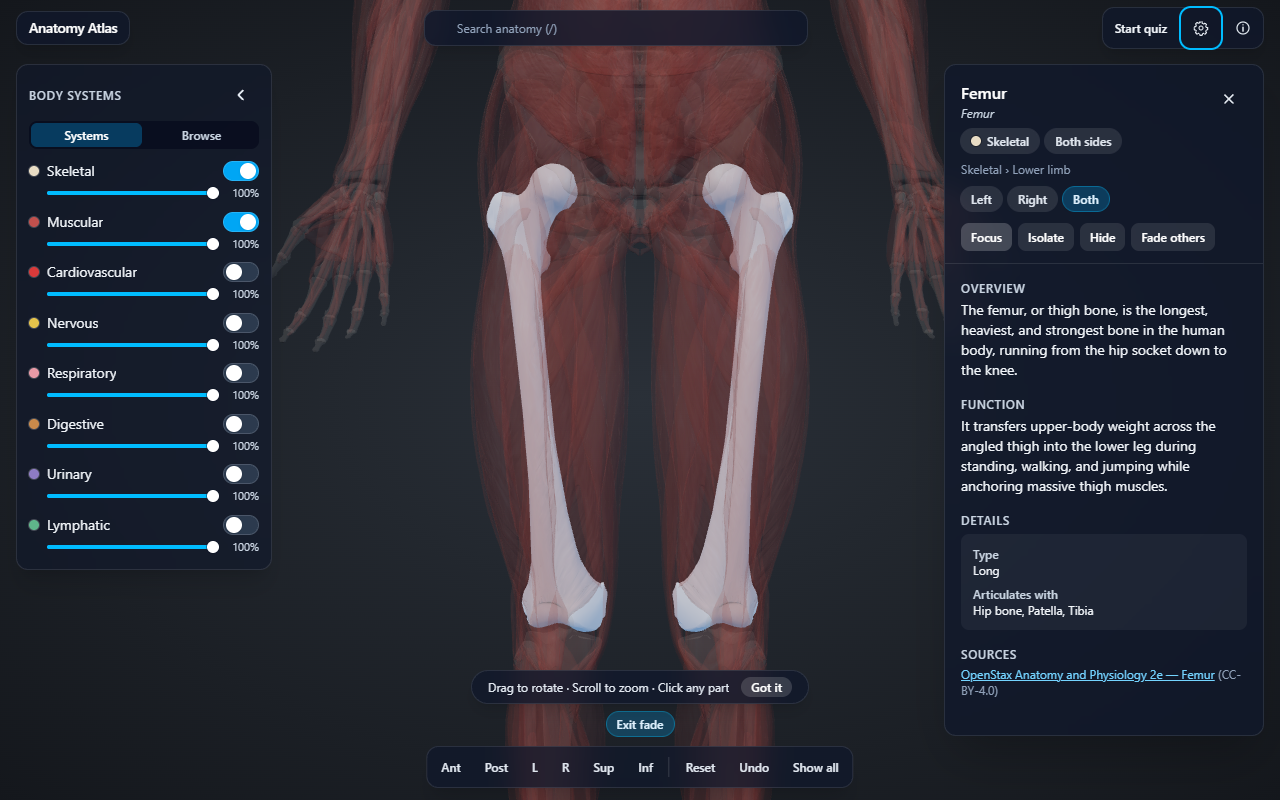 Anatomy Atlas
Search anatomy (/)
Start quiz
BODY SYSTEMS
Systems
Browse
Skeletal
100%
Muscular
100%
Cardiovascular
100%
Nervous
100%
Respiratory
100%
Digestive
100%
Urinary
100%
Lymphatic
100%
Femur
Femur
Skeletal
Both sides
Skeletal › Lower limb
Left
Right
Both
Focus
Isolate
Hide
Fade others
OVERVIEW
The femur, or thigh bone, is the longest,
heaviest, and strongest bone in the human
body, running from the hip socket down to
the knee.
FUNCTION
It transfers upper-body weight across the
angled thigh into the lower leg during
standing, walking, and jumping while
anchoring massive thigh muscles.
DETAILS
Type
Long
Articulates with
Hip bone, Patella, Tibia
SOURCES
OpenStax Anatomy and Physiology 2e — Femur (CC-
BY-4.0)
Drag to rotate · Scroll to zoom · Click any part
Got it
Exit fade
Ant
Post
L
R
Sup
Inf
Reset
Undo
Show all